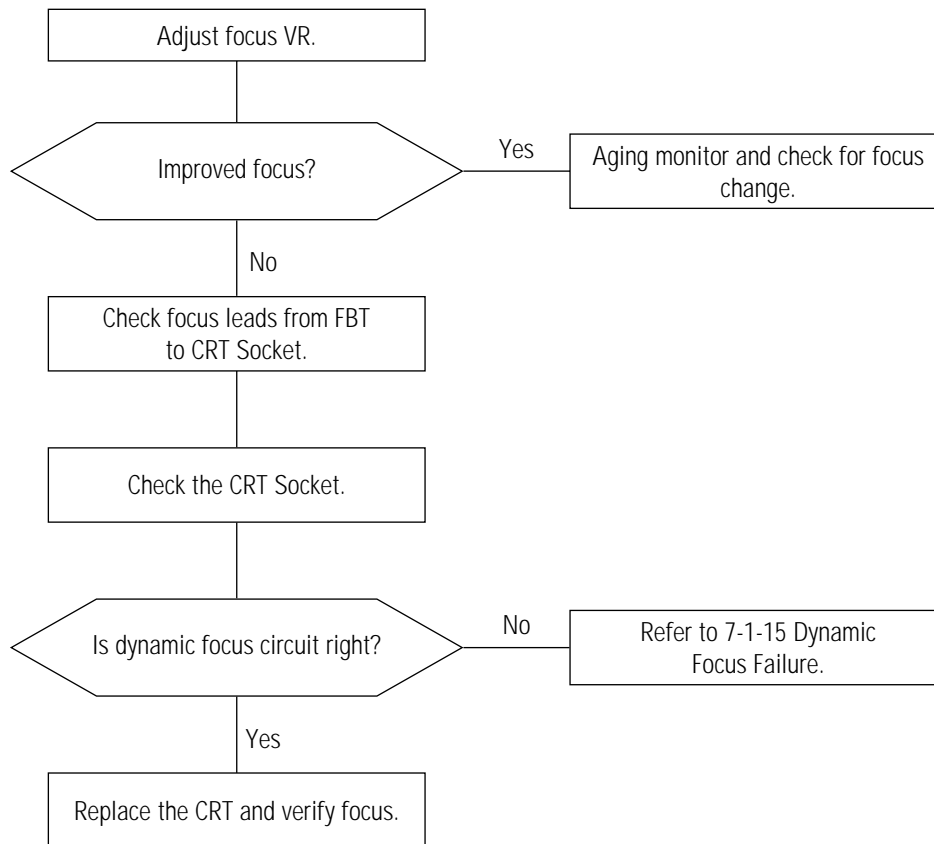 Adjust focus VR.
Improved focus?
Yes
Aging monitor and check for focus
change.
No
Check focus leads from FBT
to CRT Socket.
Check the CRT Socket.
Is dynamic focus circuit right?
No
Refer to 7-1-15 Dynamic
Focus Failure.
Yes
Replace the CRT and verify focus.